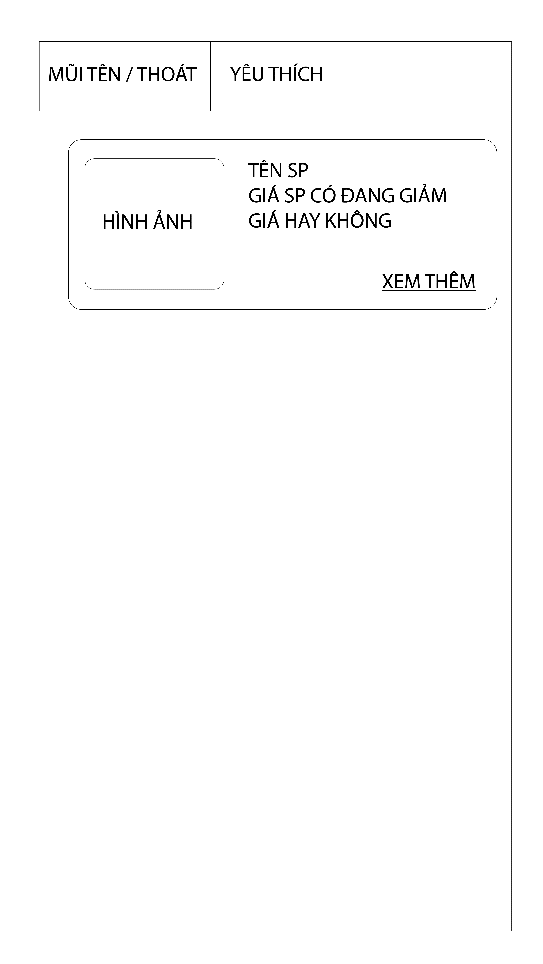 MŨI TÊN / THOÁT
YÊU THÍCH
HÌNH ẢNH
TÊN SP
GIÁ SP CÓ ĐANG GIẢM
GIÁ HAY KHÔNG
XEM THÊM